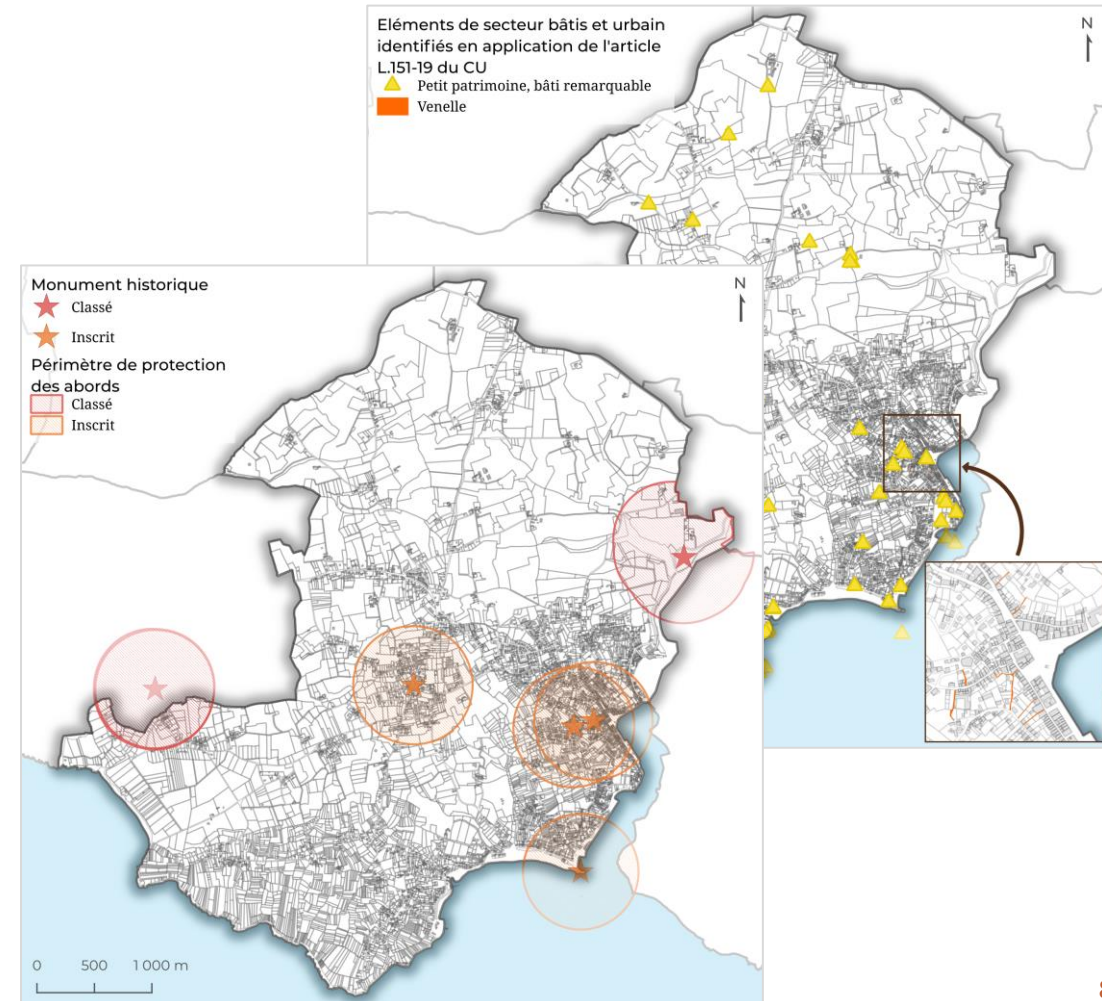 Eléments de secteur bâtis et urbain
identifiés en application de l'article
L.151-19 du CU
Petit patrimoine, bâti remarquable
Venelle
N
Monument historique
Classé
Inscrit
Périmètre de protection
des abords
Classé
Inscrit
N
0 500 1 000 m